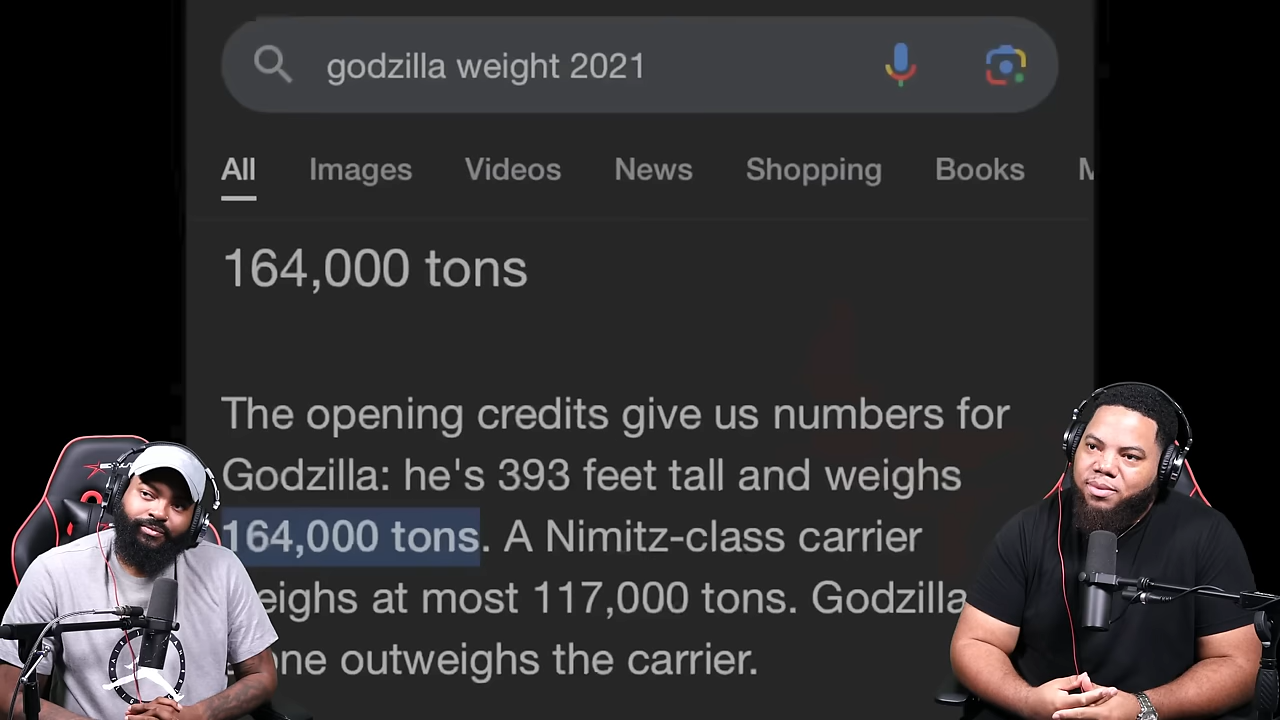 godzilla weight 2021
All Images Videos News Shopping Books M
164,000 tons
The opening credits give us numbers for
Godzilla: he's 393 feet tall and weighs
164,000 tons. A Nimitz-class carrier
eighs at most 117,000 tons. Godzilla
one outweighs the carrier.